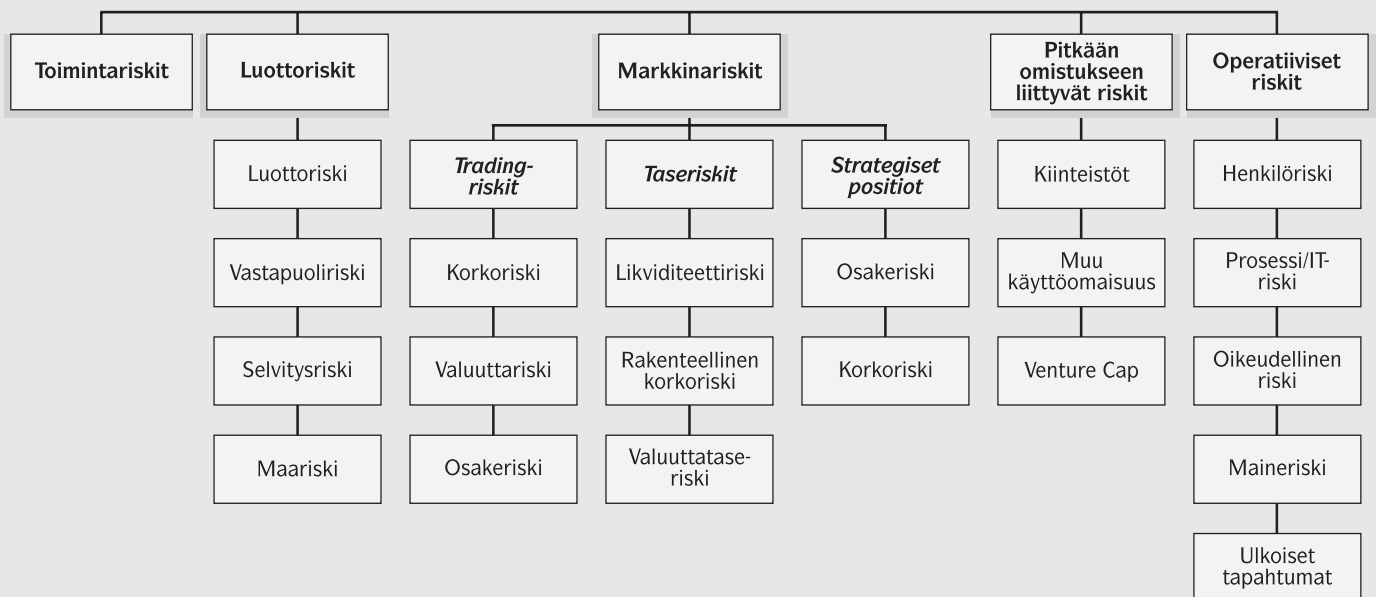 Toimintariskit
Luottoriskit
Markkinariskit
Pitkään
omistukseen
liittyvät riskit
Operatiiviset
riskit
Luottoriski
Vastapuoliriski
Selvitysriski
Maariski
Trading-
riskit
Korkoriski
Valuuttariski
Osakeriski
Taseriskit
Likviditeettiriski
Rakenteellinen
korkoriski
Valuuttatase-
riski
Strategiset
positiot
Osakeriski
Korkoriski
Kiinteistöt
Muu
käyttöomaisuus
Venture Cap
Henkilöriski
Prosessi/IT-
riski
Oikeudellinen
riski
Maineriski
Ulkoiset
tapahtumat